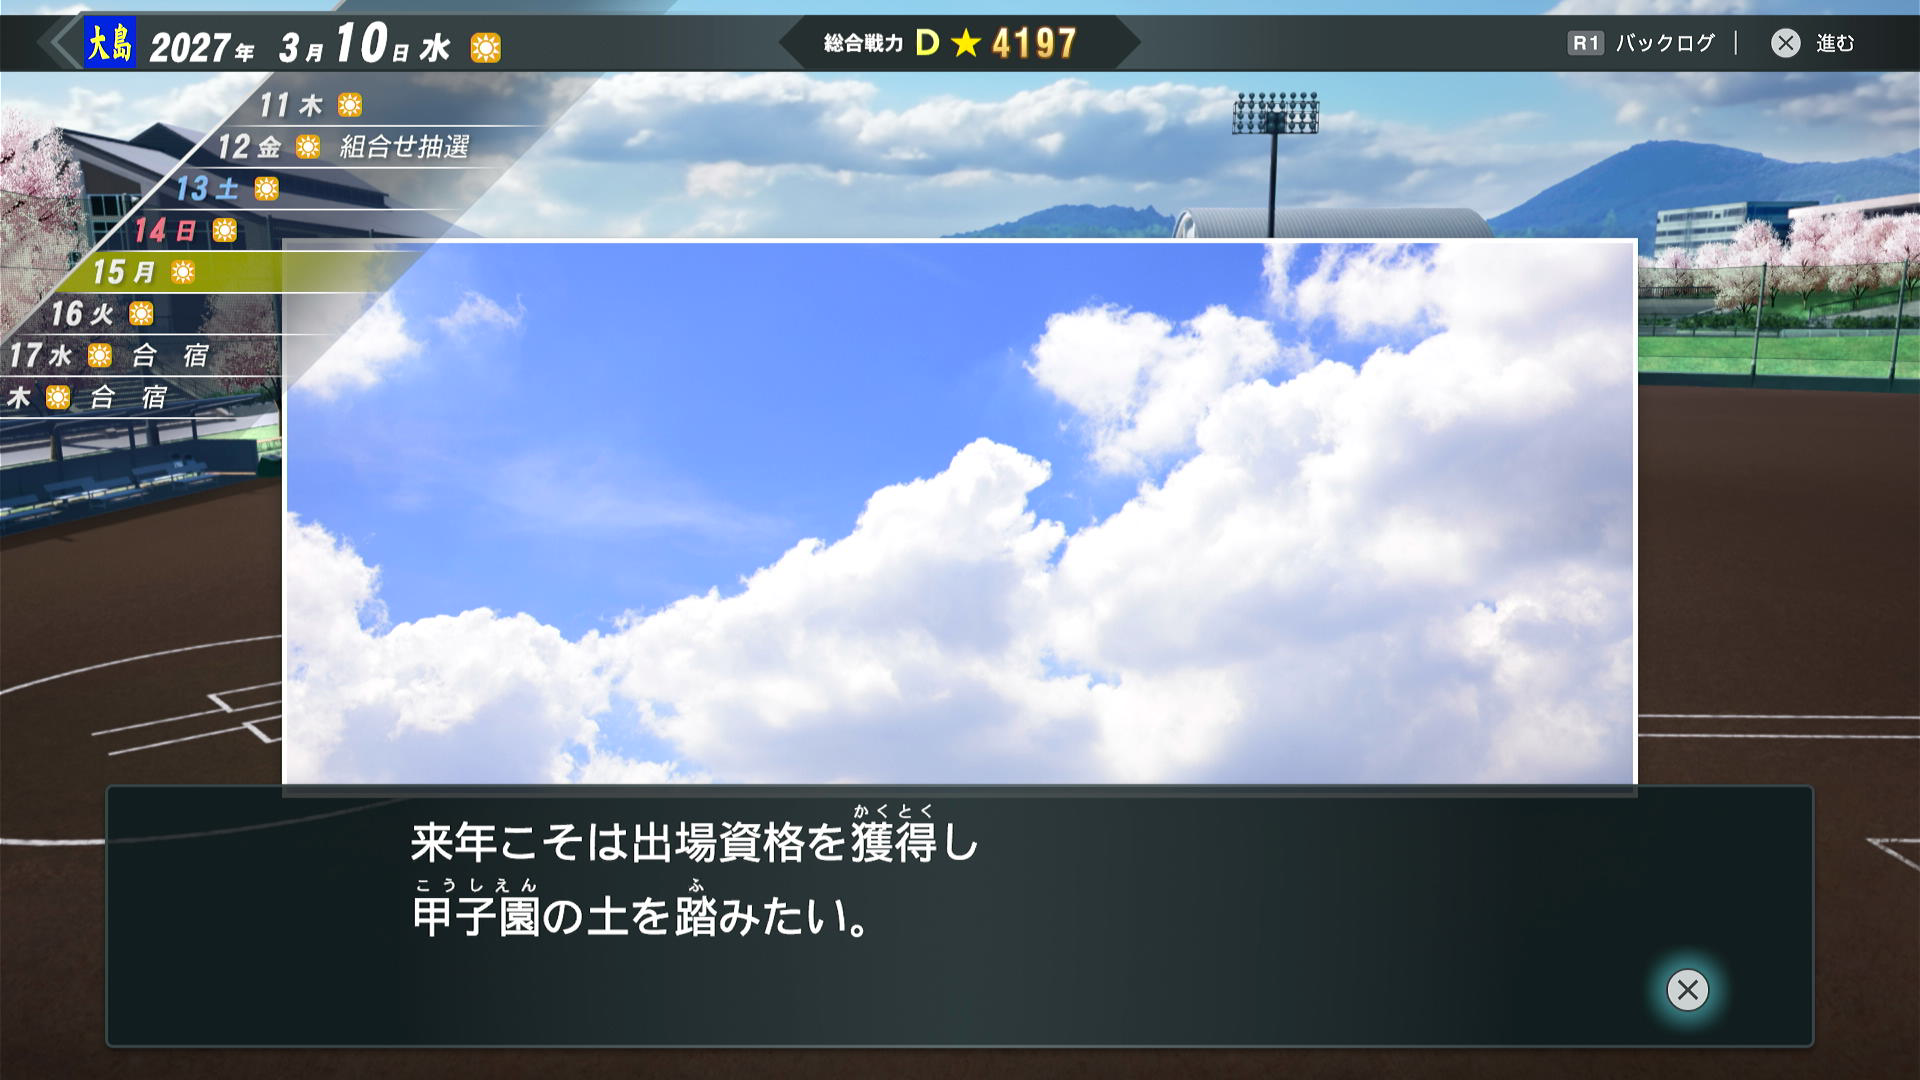 大島 2027年 3月10日 水
総合戦力 D ★ 4197
R1 バックログ | 進む
11 木
12 金 組合せ抽選
13 土
14 日
15 月
16 火
17 水 合 宿
木 合 宿
かくとく
来年こそは出場資格を獲得し
こうしえん ふ
甲子園の土を踏みたい。